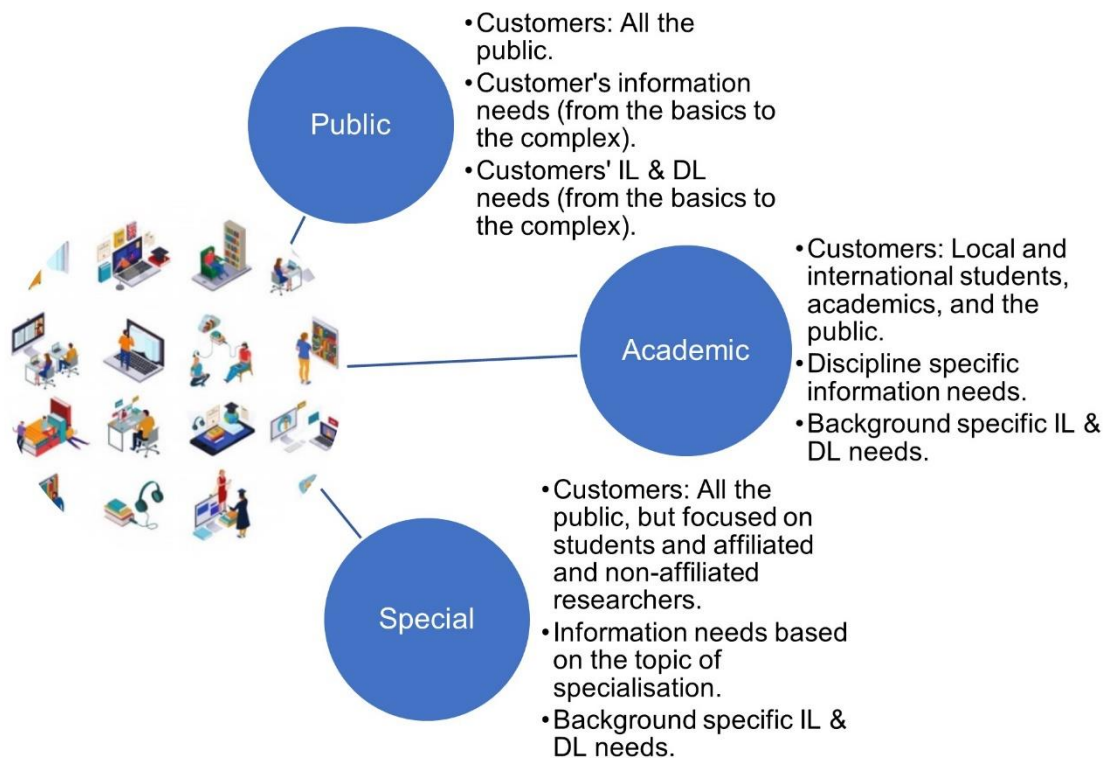 Public
•Customers: All the
public.
•Customer's information
needs (from the basics to
the complex).
•Customers' IL & DL
needs (from the basics to
the complex).
Academic
•Customers: Local and
international students,
academics, and the
public.
•Discipline specific
information needs.
•Background specific IL &
DL needs.
Special
•Customers: All the
public, but focused on
students and affiliated
and non-affiliated
researchers.
•Information needs based
on the topic of
specialisation.
•Background specific IL &
DL needs.